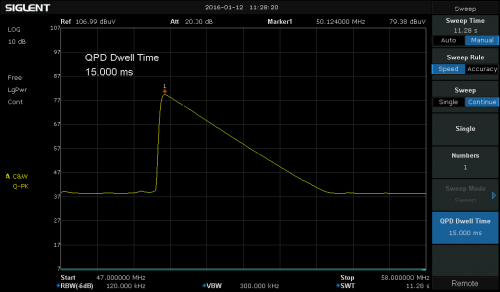 SIGLENT 2016-01-12 11:28:20 Sweep
LOG Ref 106.99 dBuV Att 20.00 dB Marker1 50.124000 MHz 79.38 dBuV
10 dB
107
97
87
77
67
57
47
37
27
17
7
Free
LgPwr
Cont
A C&W
Q-PK
QPD Dwell Time
15.000 ms
1
Start 47.000000 MHz Stop 58.000000 MHz
RBW(-6dB) 120.000 kHz VBW 300.000 kHz SWT 11.28 s
Sweep Time
11.28 s
Auto Manual
Sweep Rule
Speed Accuracy
Sweep
Single Continue
Single
Numbers
1
Sweep Mode
Sweep
QPD Dwell Time
15.000 ms
Remote